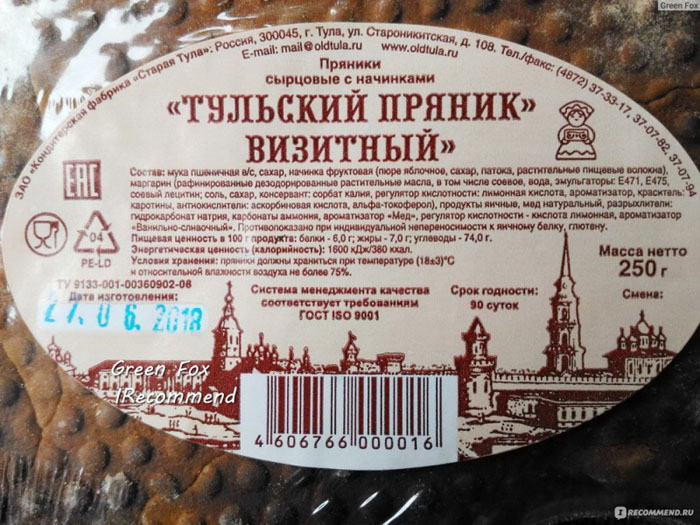 Green Fox
ЗАО «Кондитерская фабрика «Старая Тула»: Россия, 300045, г. Тула, ул. Староникитская, д. 108. Тел./факс: (4872) 37-33-17, 37-07-92, 37-07-94
E-mail: mail@oldtula.ru www.oldtula.ru
Пряники
сырцовые с начинками
«ТУЛЬСКИЙ ПРЯНИК»
ВИЗИТНЫЙ»
Состав: мука пшеничная в/с, сахар, начинка фруктовая (пюре яблочное, сахар, патока, растительные пищевые волокна),
маргарин (рафинированные дезодорированные растительные масла, в том числе соевое, вода, эмульгаторы: Е471, Е475,
соевый лецитин; соль, сахар, консервант: сорбат калия, регулятор кислотности: лимонная кислота, ароматизатор, краситель:
каротины, антиокислители: аскорбиновая кислота, альфа-токоферол), продукты яичные, мед натуральный, разрыхлители:
гидрокарбонат натрия, карбонаты аммония, ароматизатор «Мед», регулятор кислотности - кислота лимонная, ароматизатор
«Ванильно-сливочный». Противопоказано при индивидуальной непереносимости к яичному белку, глютену.
Пищевая ценность в 100 г продукта: белки - 6,0 г; жиры - 7,0 г; углеводы - 74,0 г.
Энергетическая ценность (калорийность): 1600 кДж/380 ккал.
Условия хранения: пряники должны храниться при температуре (18±3)°С
и относительной влажности воздуха не более 75%.
EAC
04
PE-LD
Масса нетто
250 г
ТУ 9133-001-00360902-06
Дата изготовления:
27.06.2018
Система менеджмента качества
соответствует требованиям
ГОСТ ISO 9001
Срок годности:
90 суток
Смена:
Green Fox
IRecommend
4 606766 000016
IRECOMMEND.RU